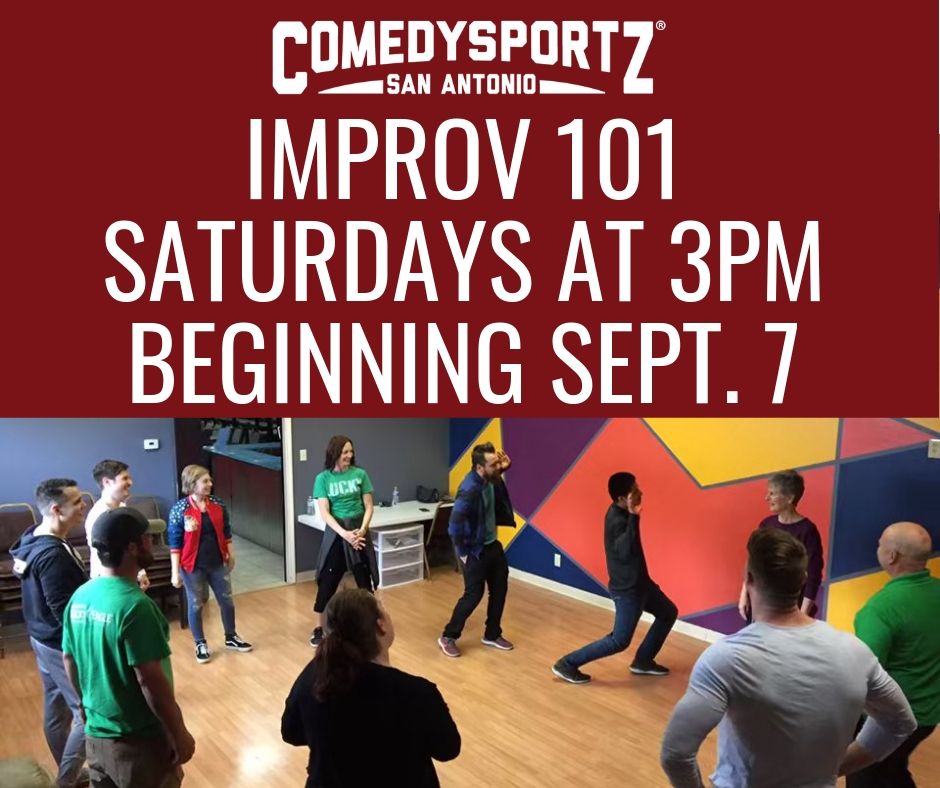 COMEDYSPORTZ®
SAN ANTONIO
IMPROV 101
SATURDAYS AT 3PM
BEGINNING SEPT. 7